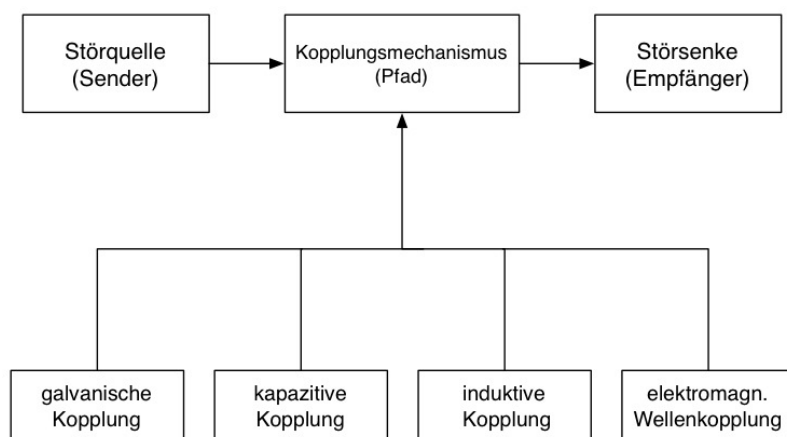 Störquelle
(Sender)
Kopplungsmechanismus
(Pfad)
Störsenke
(Empfänger)
galvanische
Kopplung
kapazitive
Kopplung
induktive
Kopplung
elektromagn.
Wellenkopplung